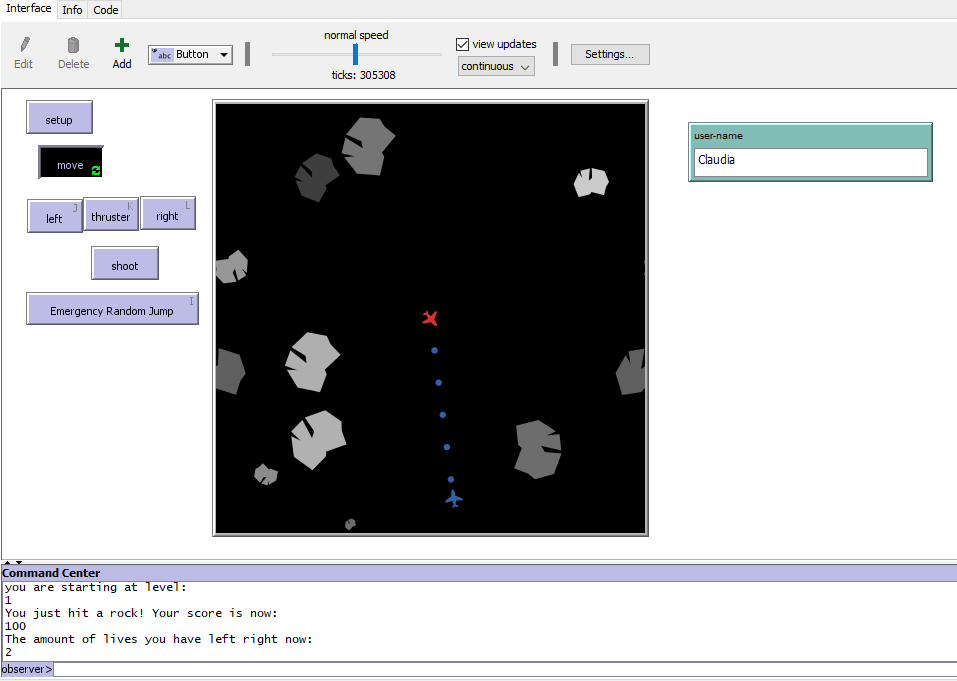 Interface Info Code
normal speed
Edit Delete Add abc Button ticks: 305308 view updates continuous Settings...
setup
move
left J thruster K right L
shoot
Emergency Random Jump I
user-name
Claudia
Command Center
you are starting at level:
1
You just hit a rock! Your score is now:
100
The amount of lives you have left right now:
2
observer>